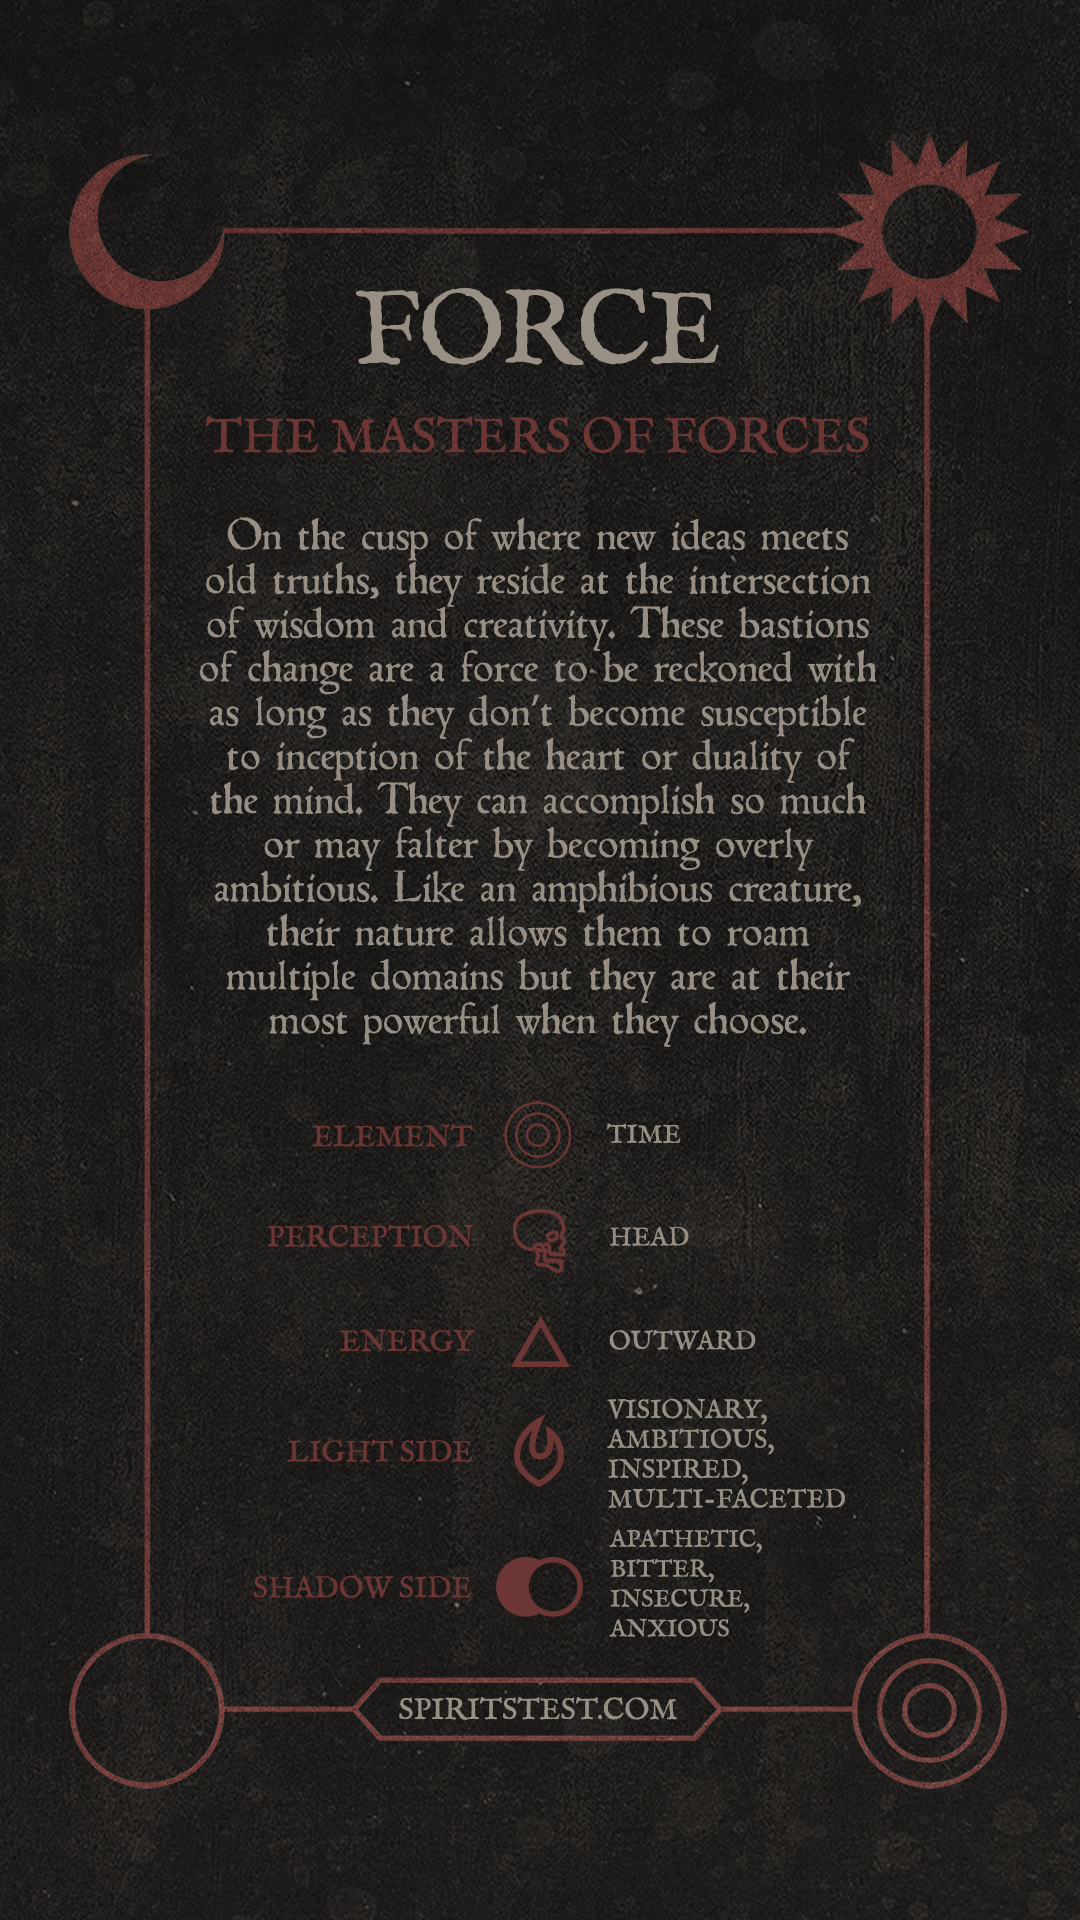 FORCE
THE MASTERS OF FORCES
On the cusp of where new ideas meets
old truths, they reside at the intersection
of wisdom and creativity. These bastions
of change are a force to be reckoned with
as long as they don't become susceptible
to inception of the heart or duality of
the mind. They can accomplish so much
or may falter by becoming overly
ambitious. Like an amphibious creature,
their nature allows them to roam
multiple domains but they are at their
most powerful when they choose.
ELEMENT TIME
PERCEPTION HEAD
ENERGY OUTWARD
LIGHT SIDE
VISIONARY,
AMBITIOUS,
INSPIRED,
MULTI-FACETED
SHADOW SIDE
APATHETIC,
BITTER,
INSECURE,
ANXIOUS
SPIRITSTEST.COM